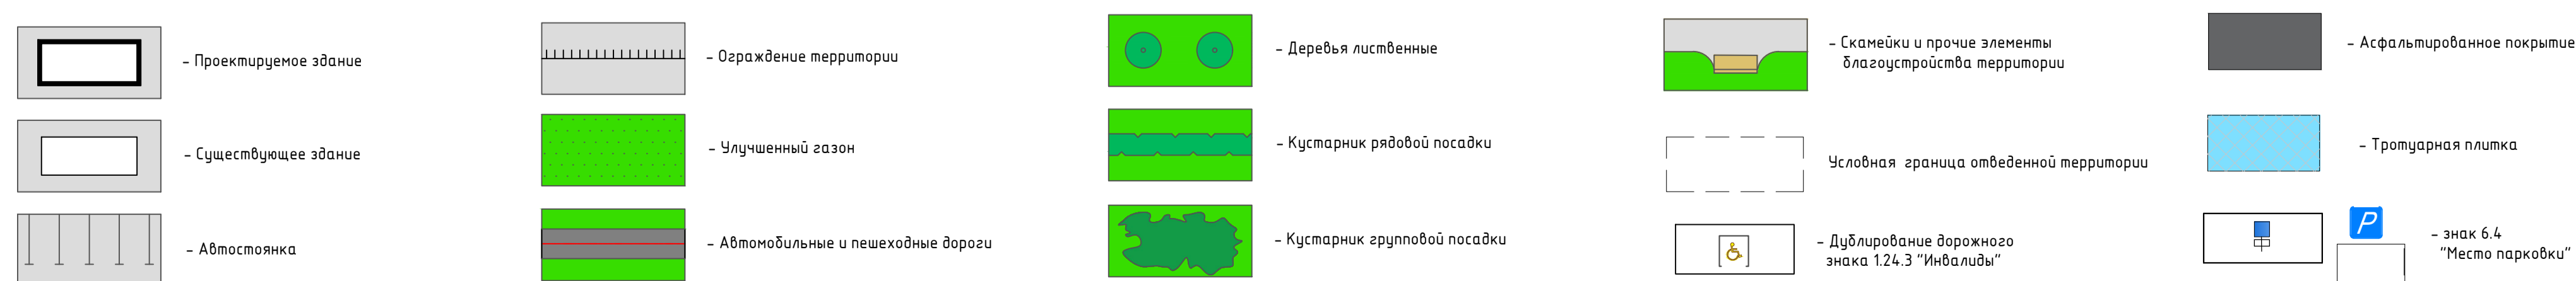 - Проектируемое здание
- Существующее здание
- Автостоянка
- Ограждение территории
- Улучшенный газон
- Автомобильные и пешеходные дороги
- Деревья лиственные
- Кустарник рядовой посадки
- Кустарник групповой посадки
- Скамейки и прочие элементы
благоустройства территории
Условная граница отведенной территории
- Дублирование дорожного
знака 1.24.3 "Инвалиды"
- Асфальтированное покрытие
- Тротуарная плитка
P
- знак 6.4
"Место парковки"